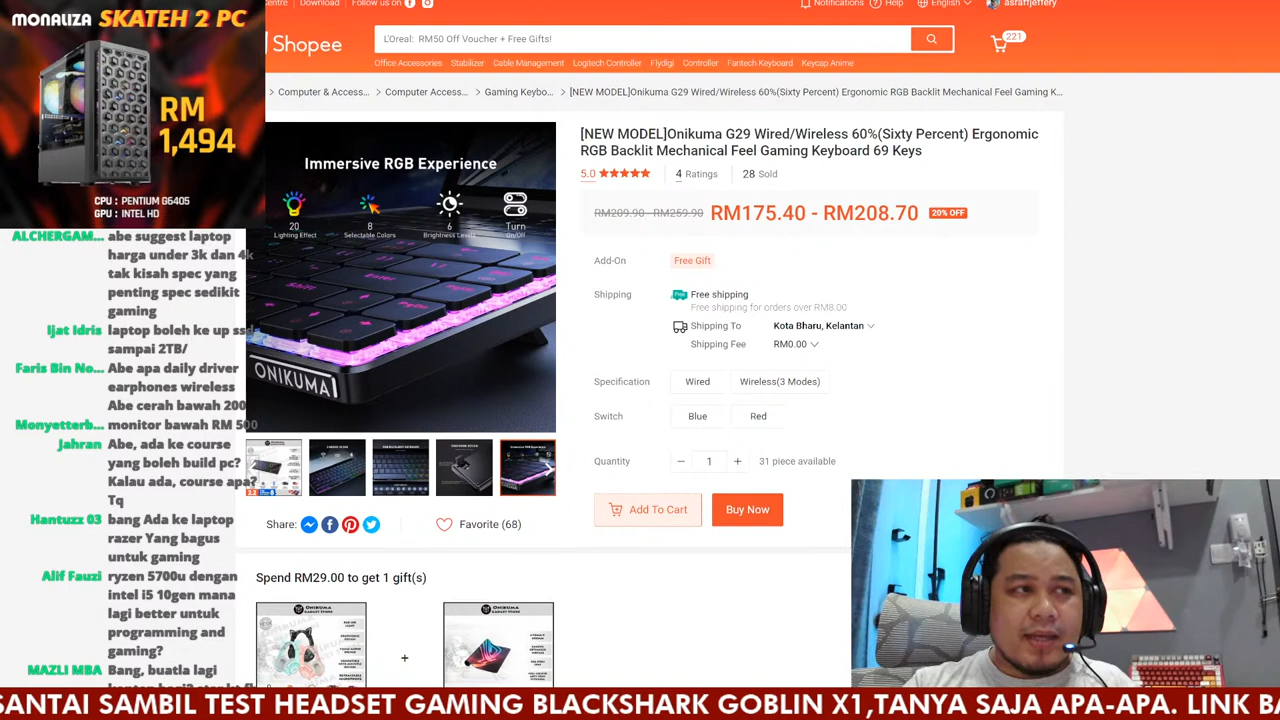 MONALIZA SKATEH 2 PC
RM
1,494
CPU : PENTIUM G6405
GPU : INTEL HD
Download
Follow us on
Notifications
Help
English
asraffjeffery
Shopee
L'Oreal: RM50 Off Voucher + Free Gifts!
221
Office Accessories
Stabilizer
Cable Management
Logitech Controller
Flydigi
Controller
Fantech Keyboard
Keycap Anime
Computer & Access...
Computer Access...
Gaming Keybo...
[NEW MODEL]Onikuma G29 Wired/Wireless 60%(Sixty Percent) Ergonomic RGB Backlit Mechanical Feel Gaming K...
Immersive RGB Experience
20
Lighting Effect
8
Selectable Colors
6
Brightness Levels
Turn
On/Off
Shift
Enter
PgUp
PgDn
ONIKUMA
[NEW MODEL]Onikuma G29 Wired/Wireless 60%(Sixty Percent) Ergonomic
RGB Backlit Mechanical Feel Gaming Keyboard 69 Keys
5.0
4 Ratings
28 Sold
RM209.90 - RM259.90
RM175.40 - RM208.70
20% OFF
Add-On
Free Gift
Shipping
Free shipping
Free shipping for orders over RM8.00
Shipping To
Kota Bharu, Kelantan
Shipping Fee
RM0.00
Specification
Wired
Wireless(3 Modes)
Switch
Blue
Red
Quantity
1
31 piece available
Add To Cart
Buy Now
Share:
Favorite (68)
Spend RM29.00 to get 1 gift(s)
+
ALCHERGAM... abe suggest laptop
harga under 3k dan 4k
tak kisah spec yang
penting spec sedikit
gaming
Ijat Idris laptop boleh ke up ssd
sampai 2TB/
Faris Bin No... Abe apa daily driver
earphones wireless
Abe cerah bawah 200
Monyetterb... monitor bawah RM 500
Jahran Abe, ada ke course
yang boleh build pc?
Kalau ada, course apa?
Tq
Hantuzz 03 bang Ada ke laptop
razer Yang bagus
untuk gaming
Alif Fauzi ryzen 5700u dengan
intel i5 10gen mana
lagi better untuk
programming and
gaming?
MAZLI MBA Bang, buatla lagi
SANTAI SAMBIL TEST HEADSET GAMING BLACKSHARK GOBLIN X1,TANYA SAJA APA-APA. LINK BA